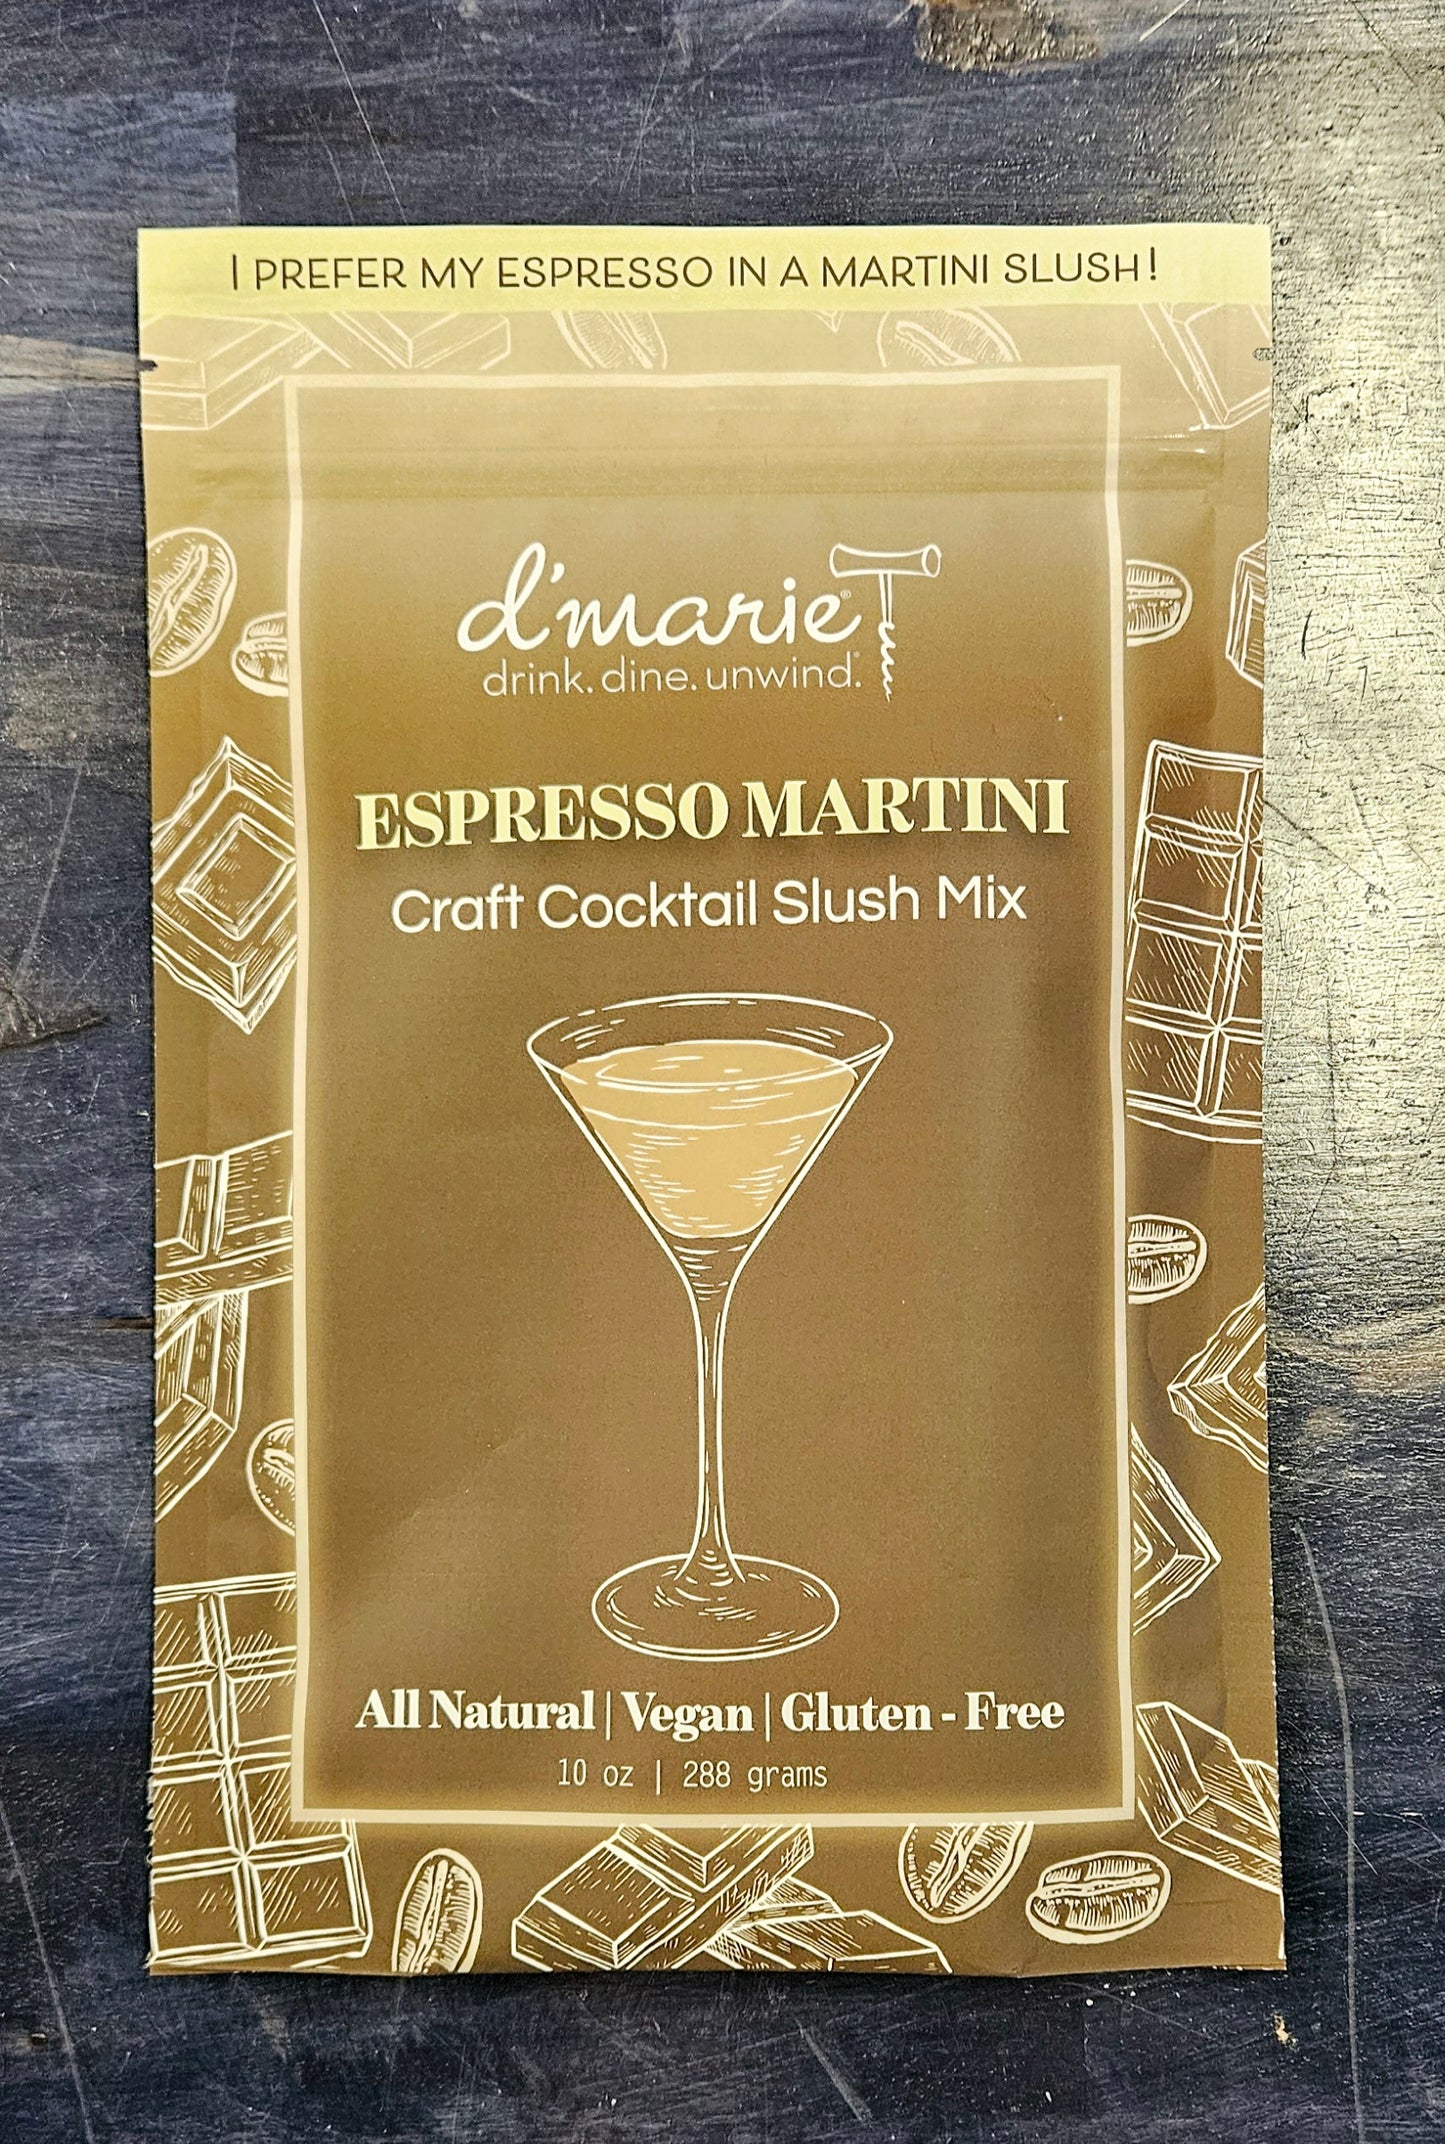 I PREFER MY ESPRESSO IN A MARTINI SLUSH!
d'marie®
drink. dine. unwind.®
ESPRESSO MARTINI
Craft Cocktail Slush Mix
All Natural | Vegan | Gluten - Free
10 oz | 288 grams